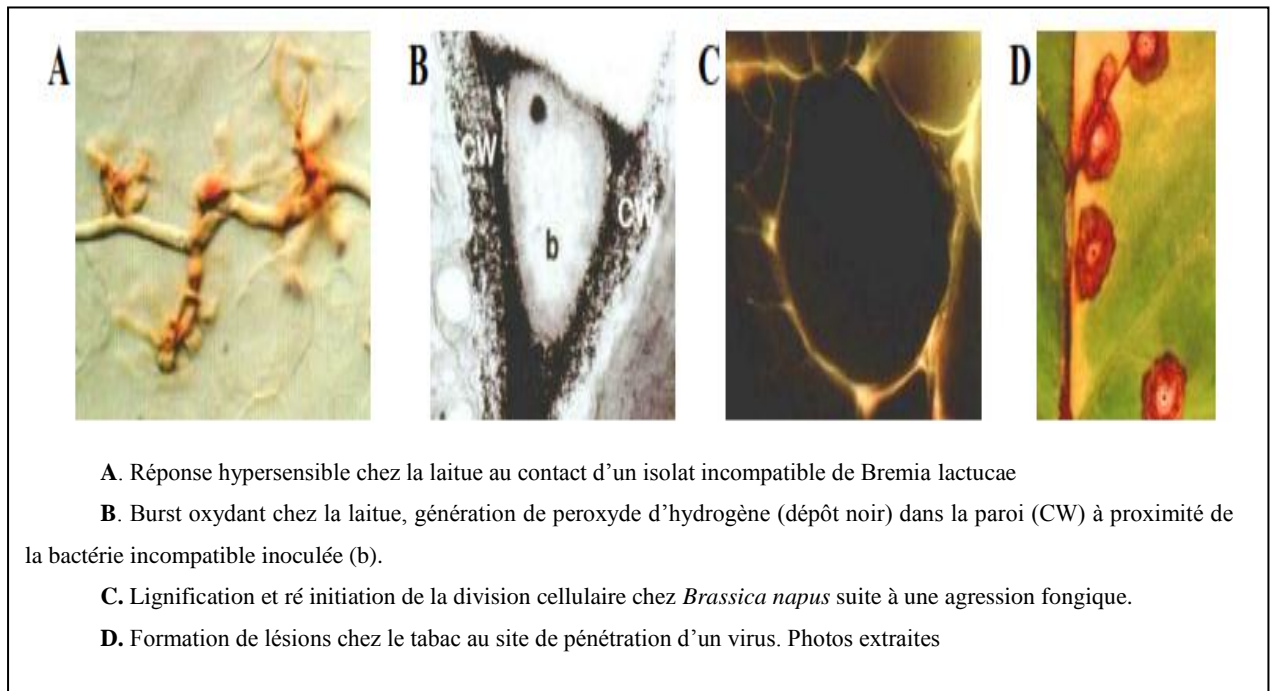 A B C D
CW
CW
b
A. Réponse hypersensible chez la laitue au contact d’un isolat incompatible de Bremia lactucae
B. Burst oxydant chez la laitue, génération de peroxyde d’hydrogène (dépôt noir) dans la paroi (CW) à proximité de
la bactérie incompatible inoculée (b).
C. Lignification et ré initiation de la division cellulaire chez Brassica napus suite à une agression fongique.
D. Formation de lésions chez le tabac au site de pénétration d’un virus. Photos extraites